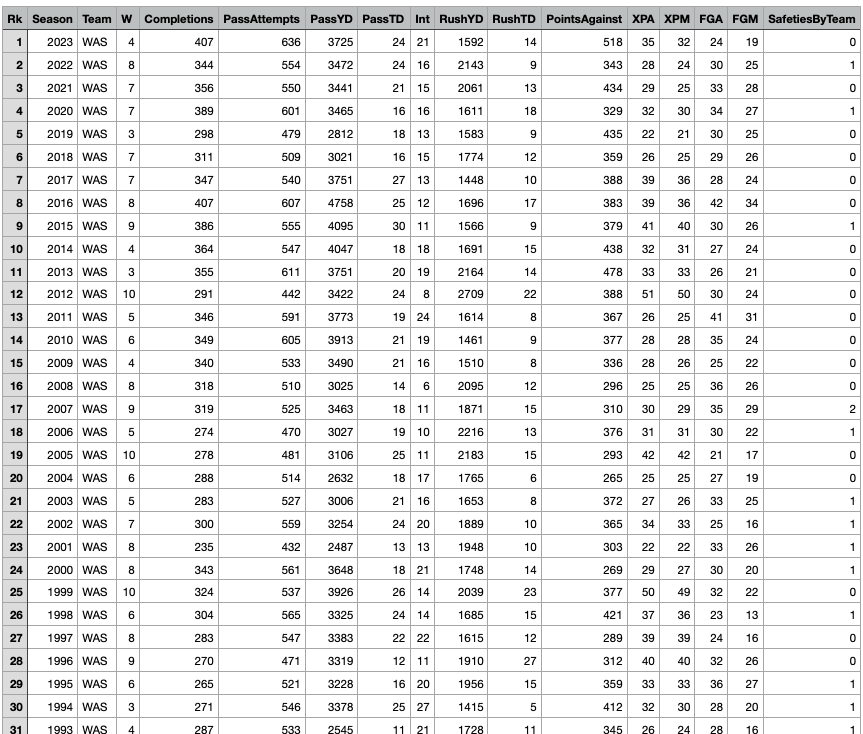 Rk Season Team W Completions PassAttempts PassYD PassTD Int RushYD RushTD PointsAgainst XPA XPM FGA FGM SafetiesByTeam
1 2023 WAS 4 407 636 3725 24 21 1592 14 518 35 32 24 19 0
2 2022 WAS 8 344 554 3472 24 16 2143 9 343 28 24 30 25 1
3 2021 WAS 7 356 550 3441 21 15 2061 13 434 29 25 33 28 0
4 2020 WAS 7 389 601 3465 16 16 1611 18 329 32 30 34 27 1
5 2019 WAS 3 298 479 2812 18 13 1583 9 435 22 21 30 25 0
6 2018 WAS 7 311 509 3021 16 15 1774 12 359 26 25 29 26 0
7 2017 WAS 7 347 540 3751 27 13 1448 10 388 39 36 28 24 0
8 2016 WAS 8 407 607 4758 25 12 1696 17 383 39 36 42 34 0
9 2015 WAS 9 386 555 4095 30 11 1566 9 379 41 40 30 26 1
10 2014 WAS 4 364 547 4047 18 18 1691 15 438 32 31 27 24 0
11 2013 WAS 3 355 611 3751 20 19 2164 14 478 33 33 26 21 0
12 2012 WAS 10 291 442 3422 24 8 2709 22 388 51 50 30 24 0
13 2011 WAS 5 346 591 3773 19 24 1614 8 367 26 25 41 31 0
14 2010 WAS 6 349 605 3913 21 19 1461 9 377 28 28 35 24 0
15 2009 WAS 4 340 533 3490 21 16 1510 8 336 28 26 25 22 0
16 2008 WAS 8 318 510 3025 14 6 2095 12 296 25 25 36 26 0
17 2007 WAS 9 319 525 3463 18 11 1871 15 310 30 29 35 29 2
18 2006 WAS 5 274 470 3027 19 10 2216 13 376 31 31 30 22 1
19 2005 WAS 10 278 481 3106 25 11 2183 15 293 42 42 21 17 0
20 2004 WAS 6 288 514 2632 18 17 1765 6 265 25 25 27 19 0
21 2003 WAS 5 283 527 3006 21 16 1653 8 372 27 26 33 25 1
22 2002 WAS 7 300 559 3254 24 20 1889 10 365 34 33 25 16 1
23 2001 WAS 8 235 432 2487 13 13 1948 10 303 22 22 33 26 1
24 2000 WAS 8 343 561 3648 18 21 1748 14 269 29 27 30 20 1
25 1999 WAS 10 324 537 3926 26 14 2039 23 377 50 49 32 22 0
26 1998 WAS 6 304 565 3325 24 14 1685 15 421 37 36 23 13 1
27 1997 WAS 8 283 547 3383 22 22 1615 12 289 39 39 24 16 0
28 1996 WAS 9 270 471 3319 12 11 1910 27 312 40 40 32 26 0
29 1995 WAS 6 265 521 3228 16 20 1956 15 359 33 33 36 27 1
30 1994 WAS 3 271 546 3378 25 27 1415 5 412 32 30 28 20 1
31 1993 WAS 4 287 533 2545 11 21 1728 11 345 26 24 28 16 1